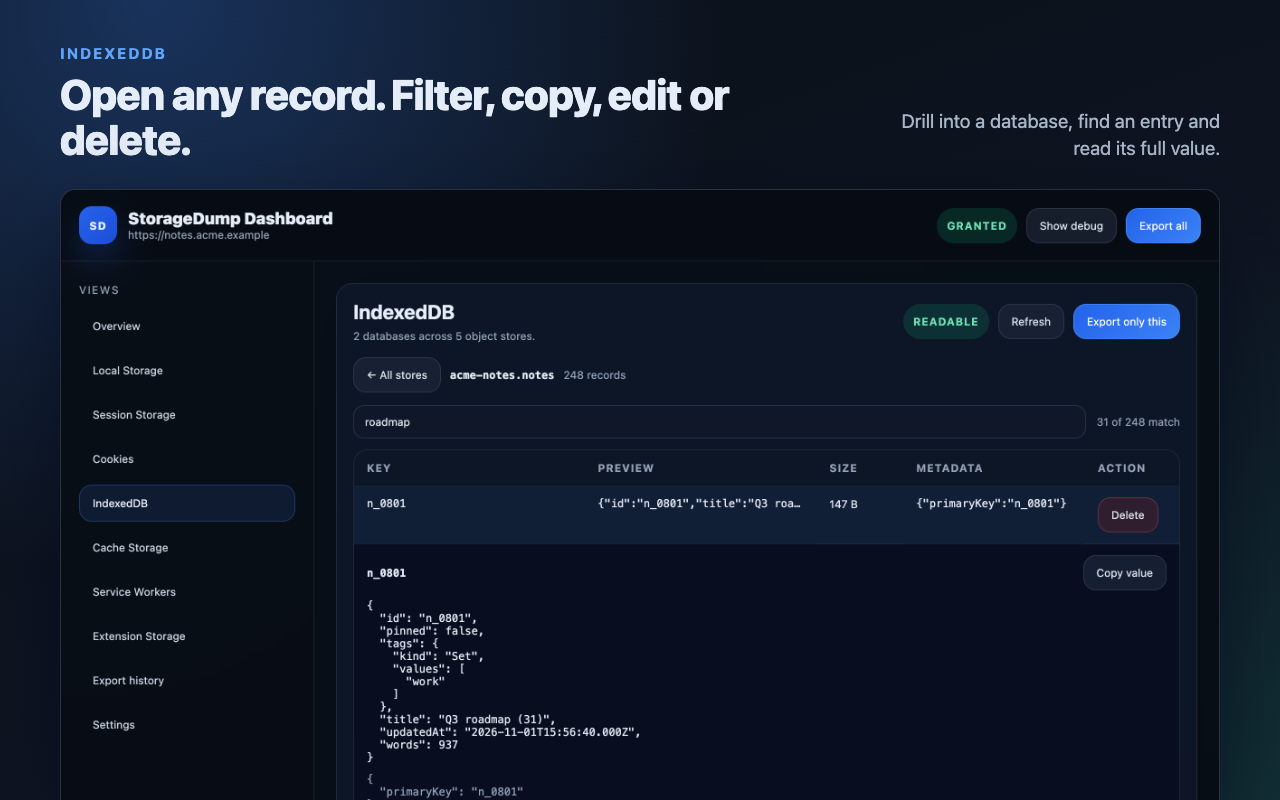 INDEXEDDB
Open any record. Filter, copy, edit or
delete.
Drill into a database, find an entry and
read its full value.
SD
StorageDump Dashboard
https://notes.acme.example
GRANTED
Show debug
Export all
VIEWS
Overview
Local Storage
Session Storage
Cookies
IndexedDB
Cache Storage
Service Workers
Extension Storage
Export history
Settings
IndexedDB
2 databases across 5 object stores.
READABLE
Refresh
Export only this
← All stores
acme-notes.notes
248 records
roadmap
31 of 248 match
KEY PREVIEW SIZE METADATA ACTION
n_0801 {"id":"n_0801","title":"Q3 roa… 147 B {"primaryKey":"n_0801"} Delete
n_0801
Copy value
{
  "id": "n_0801",
  "pinned": false,
  "tags": {
    "kind": "Set",
    "values": [
      "work"
    ]
  },
  "title": "Q3 roadmap (31)",
  "updatedAt": "2026-11-01T15:56:40.000Z",
  "words": 937
}
{
  "primaryKey": "n_0801"